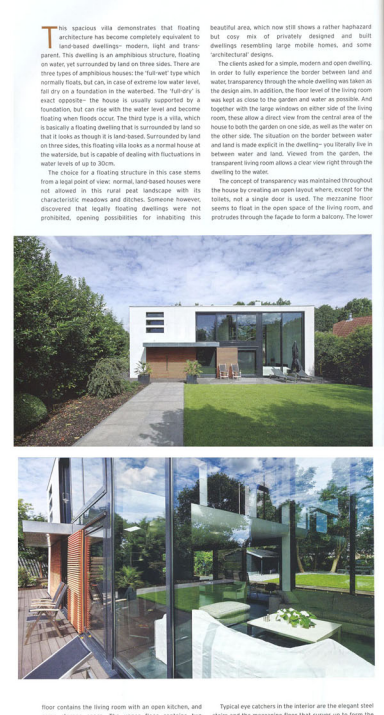 This spacious villa demonstrates that floating
architecture has become completely equivalent to
land-based dwellings– modern, light and trans-
parent. This dwelling is an amphibious structure, floating
on water, yet surrounded by land on three sides. There are
three types of amphibious houses; the 'full-wet' type which
normally floats, but can, in case of extreme low water level,
fall dry on a foundation in the waterbed. The 'full-dry' is
exact opposite– the house is usually supported by a
foundation, but can rise with the water level and become
floating when floods occur. The third type is a villa, which
is basically a floating dwelling that is surrounded by land so
that it looks as though it is land-based. Surrounded by land
on three sides, this floating villa looks as a normal house at
the waterside, but is capable of dealing with fluctuations in
water levels of up to 30cm.
The choice for a floating structure in this case stems
from a legal point of view: normal, land-based houses were
not allowed in this rural peat landscape with its
characteristic meadows and ditches. Someone however,
discovered that legally floating dwellings were not
prohibited, opening possibilities for inhabiting this
beautiful area, which now still shows a rather haphazard
but cosy mix of privately designed and built
dwellings resembling large mobile homes, and some
'architectural' designs.
The clients asked for a simple, modern and open dwelling.
In order to fully experience the border between land and
water, transparency through the whole dwelling was taken as
the design aim. In addition, the floor level of the living room
was kept as close to the garden and water as possible. And
together with the large windows on either side of the living
room, these allow a direct view from the central area of the
house to both the garden on one side, as well as the water on
the other side. The situation on the border between water
and land is made explicit in the dwelling– you literally live in
between water and land. Viewed from the garden, the
transparent living room allows a clear view right through the
dwelling to the water.
The concept of transparency was maintained throughout
the house by creating an open layout where, except for the
toilets, not a single door is used. The mezzanine floor
seems to float in the open space of the living room, and
protrudes through the façade to form a balcony. The lower
floor contains the living room with an open kitchen, and
Typical eye catchers in the interior are the elegant steel